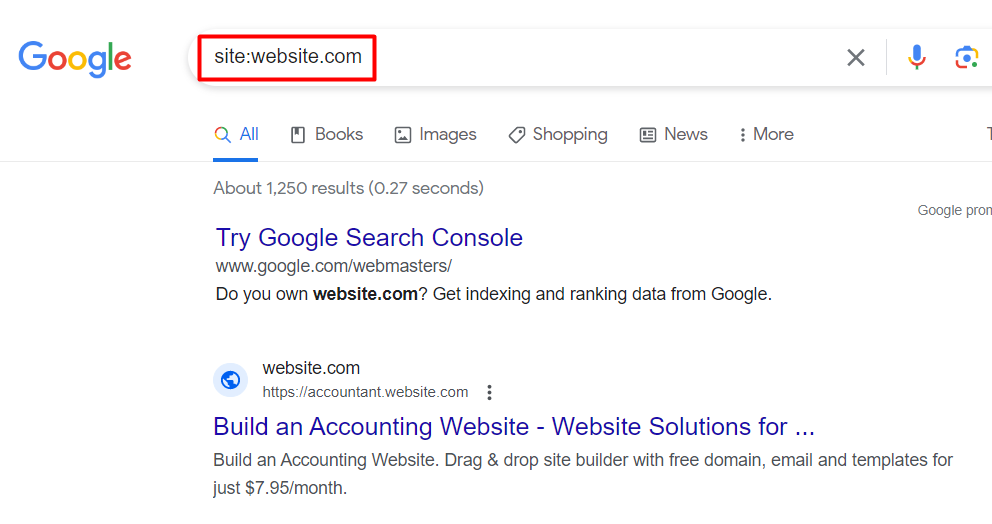 Google
site:website.com
All Books Images Shopping News More
About 1,250 results (0.27 seconds)
Google
Try Google Search Console
www.google.com/webmasters/
Do you own website.com? Get indexing and ranking data from Google.
website.com
https://accountant.website.com
Build an Accounting Website - Website Solutions for ...
Build an Accounting Website. Drag & drop site builder with free domain, email and templates for
just $7.95/month.